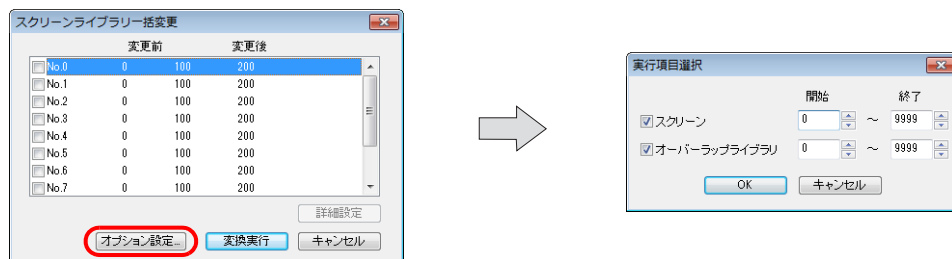 スクリーンライブラリー括変更
変更前 変更後
No.0 0 100 200
No.1 0 100 200
No.2 0 100 200
No.3 0 100 200
No.4 0 100 200
No.5 0 100 200
No.6 0 100 200
No.7 0 100 200
詳細設定
オプション設定... 変換実行 キャンセル
実行項目選択
開始 終了
スクリーン 0 ～ 9999
オーバーラップライブラリ 0 ～ 9999
OK キャンセル